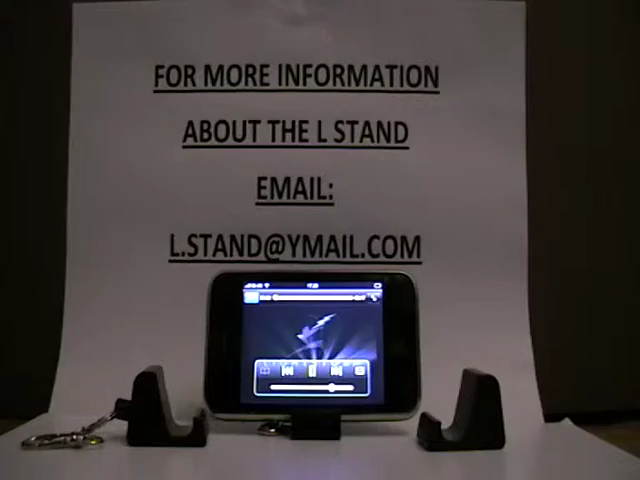 FOR MORE INFORMATION
ABOUT THE L STAND
EMAIL:
L.STAND@YMAIL.COM